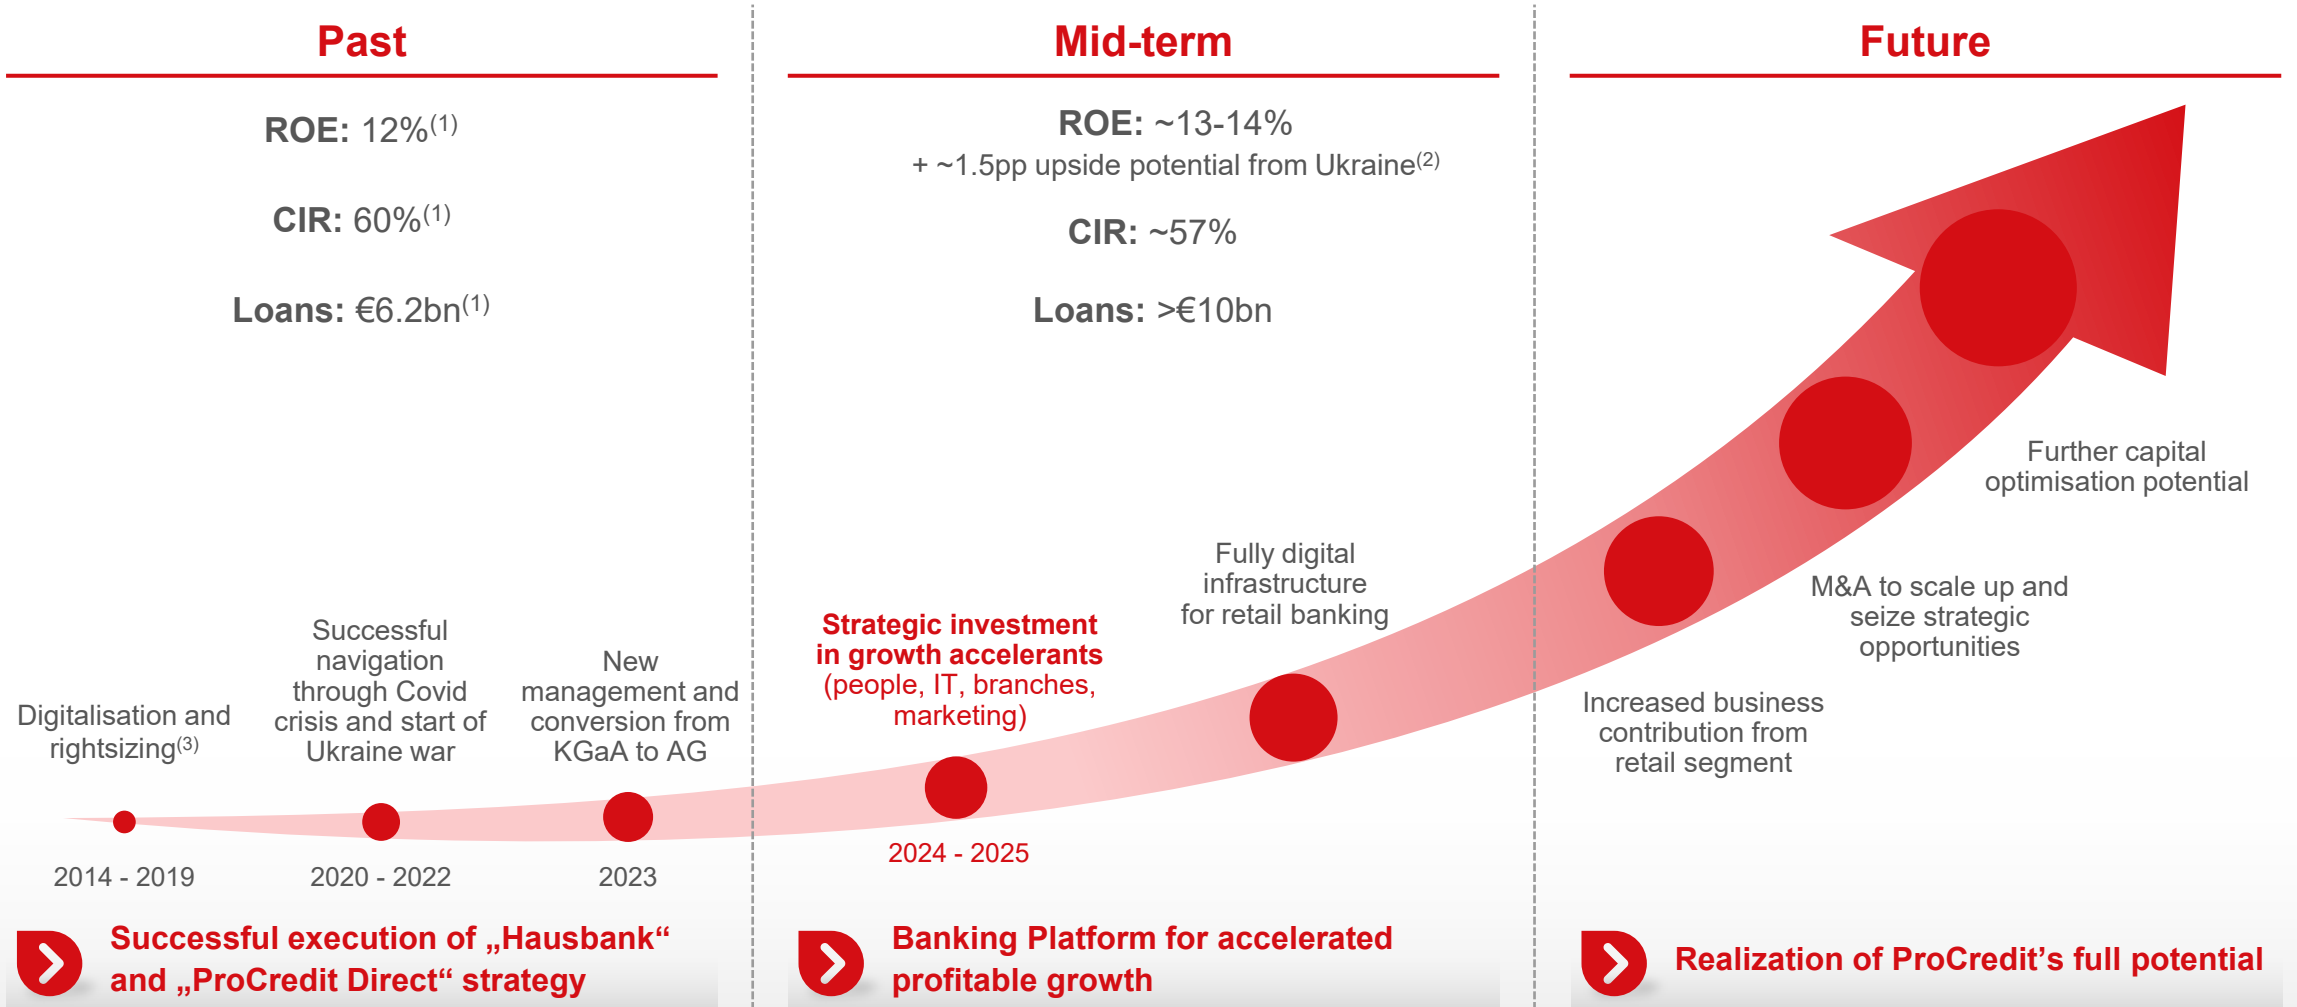 Past
ROE: 12%(1)
CIR: 60%(1)
Loans: €6.2bn(1)
Digitalisation and
rightsizing(3)
2014 - 2019
Successful
navigation
through Covid
crisis and start of
Ukraine war
2020 - 2022
New
management and
conversion from
KGaA to AG
2023
Successful execution of „Hausbank“
and „ProCredit Direct“ strategy
Mid-term
ROE: ~13-14%
+ ~1.5pp upside potential from Ukraine(2)
CIR: ~57%
Loans: >€10bn
Strategic investment
in growth accelerants
(people, IT, branches,
marketing)
2024 - 2025
Fully digital
infrastructure
for retail banking
Banking Platform for accelerated
profitable growth
Future
Increased business
contribution from
retail segment
M&A to scale up and
seize strategic
opportunities
Further capital
optimisation potential
Realization of ProCredit’s full potential